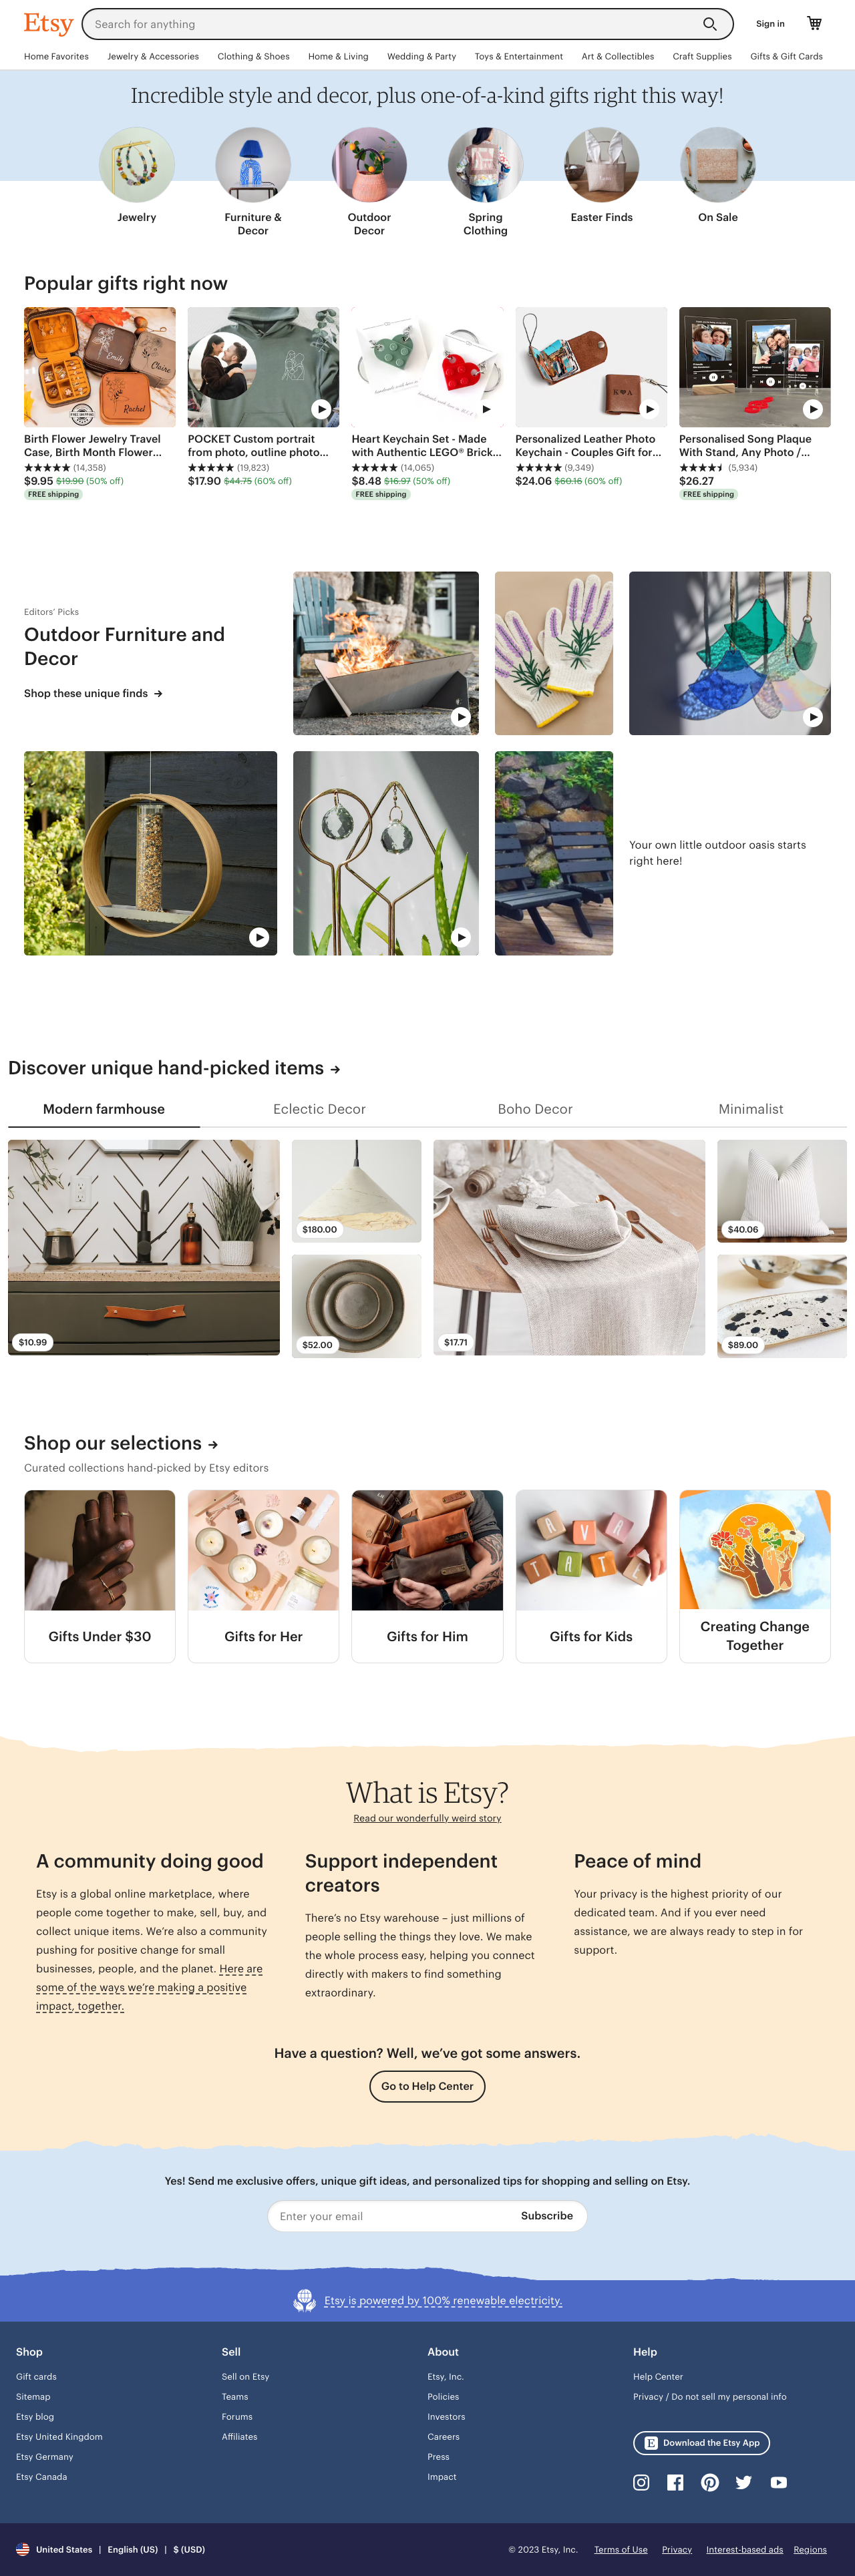 Etsy
Search for anything
Sign in
Home Favorites
Jewelry & Accessories
Clothing & Shoes
Home & Living
Wedding & Party
Toys & Entertainment
Art & Collectibles
Craft Supplies
Gifts & Gift Cards
Incredible style and decor, plus one-of-a-kind gifts right this way!
Jewelry
Furniture &
Decor
Outdoor
Decor
Spring
Clothing
Easter Finds
On Sale
Popular gifts right now
Emily
Claire
Rachel
Birth Flower Jewelry Travel
Case, Birth Month Flower...
(14,358)
$9.95 $19.90 (50% off)
FREE shipping
POCKET Custom portrait
from photo, outline photo...
(19,823)
$17.90 $44.75 (60% off)
Heart Keychain Set - Made
with Authentic LEGO® Brick...
(14,065)
$8.48 $16.97 (50% off)
FREE shipping
Personalized Leather Photo
Keychain - Couples Gift for...
(9,349)
$24.06 $60.16 (60% off)
Personalised Song Plaque
With Stand, Any Photo /...
(5,934)
$26.27
FREE shipping
Editors' Picks
Outdoor Furniture and
Decor
Shop these unique finds →
Your own little outdoor oasis starts
right here!
Discover unique hand-picked items →
Modern farmhouse
Eclectic Decor
Boho Decor
Minimalist
$10.99
$180.00
$52.00
$17.71
$40.06
$89.00
Shop our selections →
Curated collections hand-picked by Etsy editors
AVA
TATE
Gifts Under $30
Gifts for Her
Gifts for Him
Gifts for Kids
Creating Change
Together
What is Etsy?
Read our wonderfully weird story
A community doing good
Etsy is a global online marketplace, where
people come together to make, sell, buy, and
collect unique items. We're also a community
pushing for positive change for small
businesses, people, and the planet. Here are
some of the ways we're making a positive
impact, together.
Support independent
creators
There's no Etsy warehouse – just millions of
people selling the things they love. We make
the whole process easy, helping you connect
directly with makers to find something
extraordinary.
Peace of mind
Your privacy is the highest priority of our
dedicated team. And if you ever need
assistance, we are always ready to step in for
support.
Have a question? Well, we've got some answers.
Go to Help Center
Yes! Send me exclusive offers, unique gift ideas, and personalized tips for shopping and selling on Etsy.
Enter your email
Subscribe
Etsy is powered by 100% renewable electricity.
Shop
Gift cards
Sitemap
Etsy blog
Etsy United Kingdom
Etsy Germany
Etsy Canada
Sell
Sell on Etsy
Teams
Forums
Affiliates
About
Etsy, Inc.
Policies
Investors
Careers
Press
Impact
Help
Help Center
Privacy / Do not sell my personal info
E Download the Etsy App
United States | English (US) | $ (USD)
© 2023 Etsy, Inc.
Terms of Use
Privacy
Interest-based ads
Regions